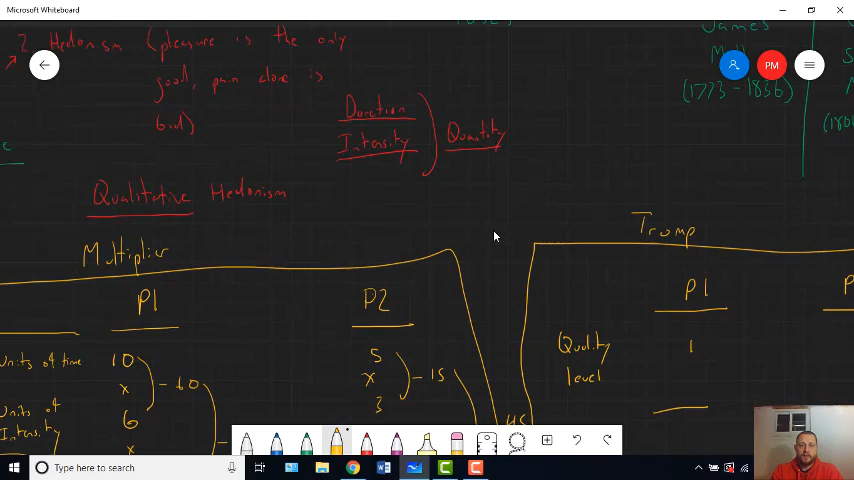 Microsoft Whiteboard
2 Hedonism (pleasure is the only
good, pain alone is
bad)
Duration
Intensity
Quantity
James
(1773-1836)
PM
e
Qualitative Hedonism
Multiplier
P1
P2
Units of time
10
x
6
x
60
Units of
Intensity
5
x
3
15
vs
Trump
P1
P
Quality
level
1
Type here to search